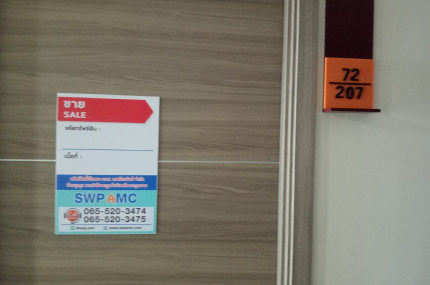 ขาย
SALE
รหัสทรัพย์สิน :
เนื้อที่ :
SWP AMC
065-520-3474
065-520-3475
72
207